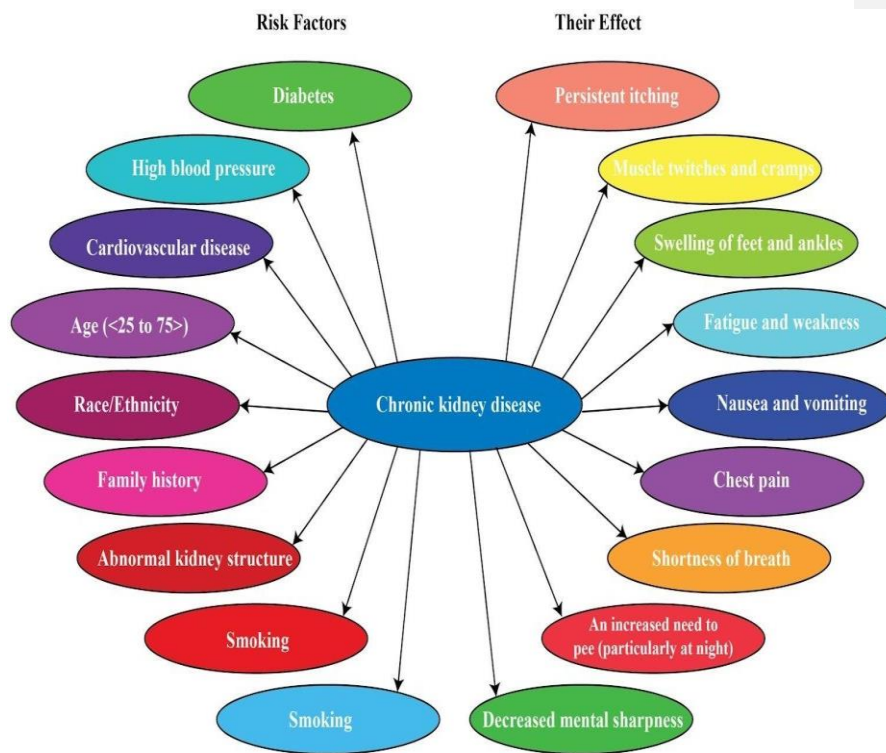 Risk Factors
Their Effect
Diabetes
Persistent itching
High blood pressure
Muscle twitches and cramps
Cardiovascular disease
Swelling of feet and ankles
Age (<25 to 75>)
Fatigue and weakness
Race/Ethnicity
Chronic kidney disease
Nausea and vomiting
Family history
Chest pain
Abnormal kidney structure
Shortness of breath
Smoking
An increased need to
pee (particularly at night)
Smoking
Decreased mental sharpness